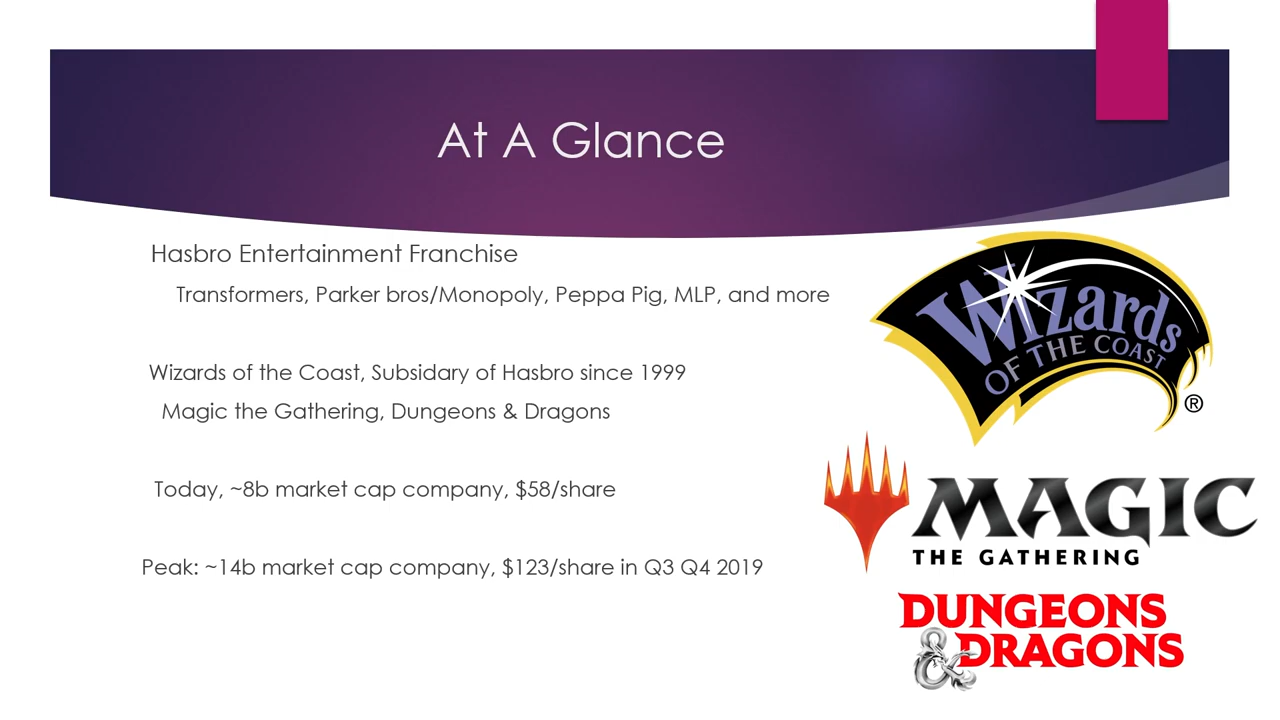 At A Glance
Hasbro Entertainment Franchise
Transformers, Parker bros/Monopoly, Peppa Pig, MLP, and more
Wizards of the Coast, Subsidary of Hasbro since 1999
Magic the Gathering, Dungeons & Dragons
Today, ~8b market cap company, $58/share
Peak: ~14b market cap company, $123/share in Q3 Q4 2019
Wizards
OF THE COAST
®
MAGIC
THE GATHERING
DUNGEONS
& DRAGONS